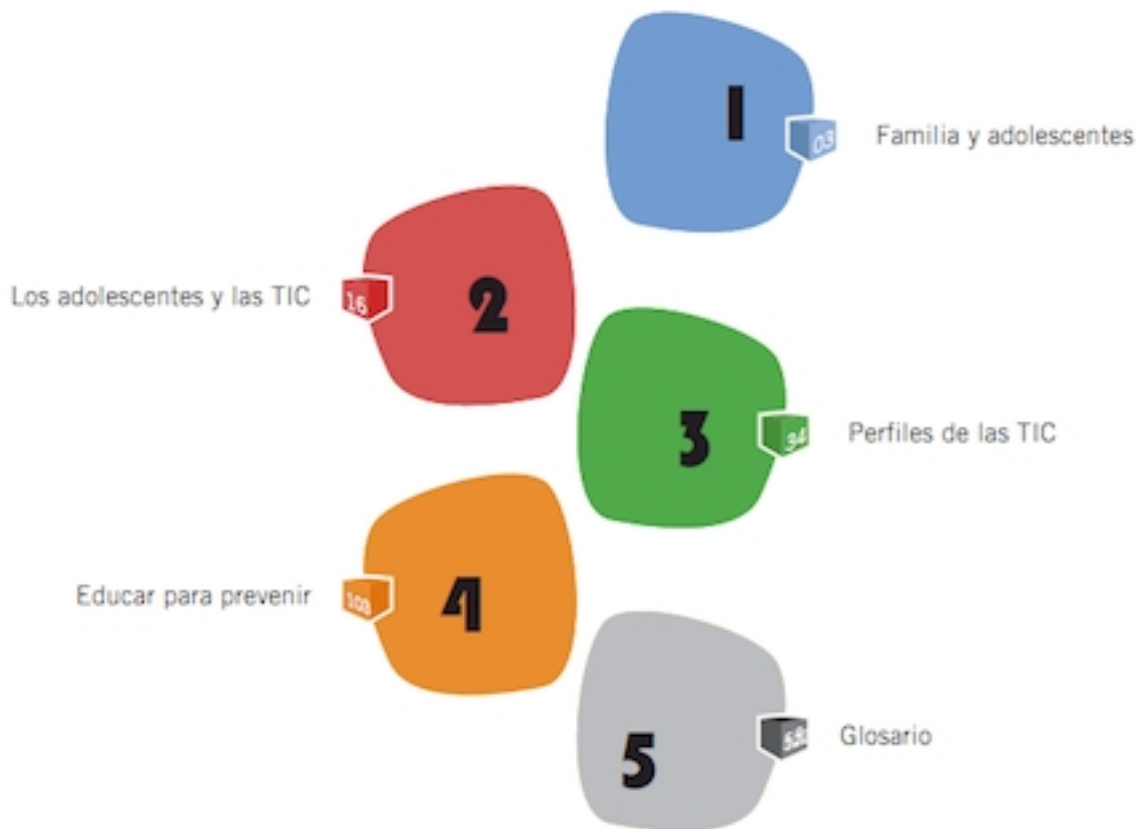 1
03
Familia y adolescentes
Los adolescentes y las TIC
16
2
3
34
Perfiles de las TIC
Educar para prevenir
103
4
5
Glosario